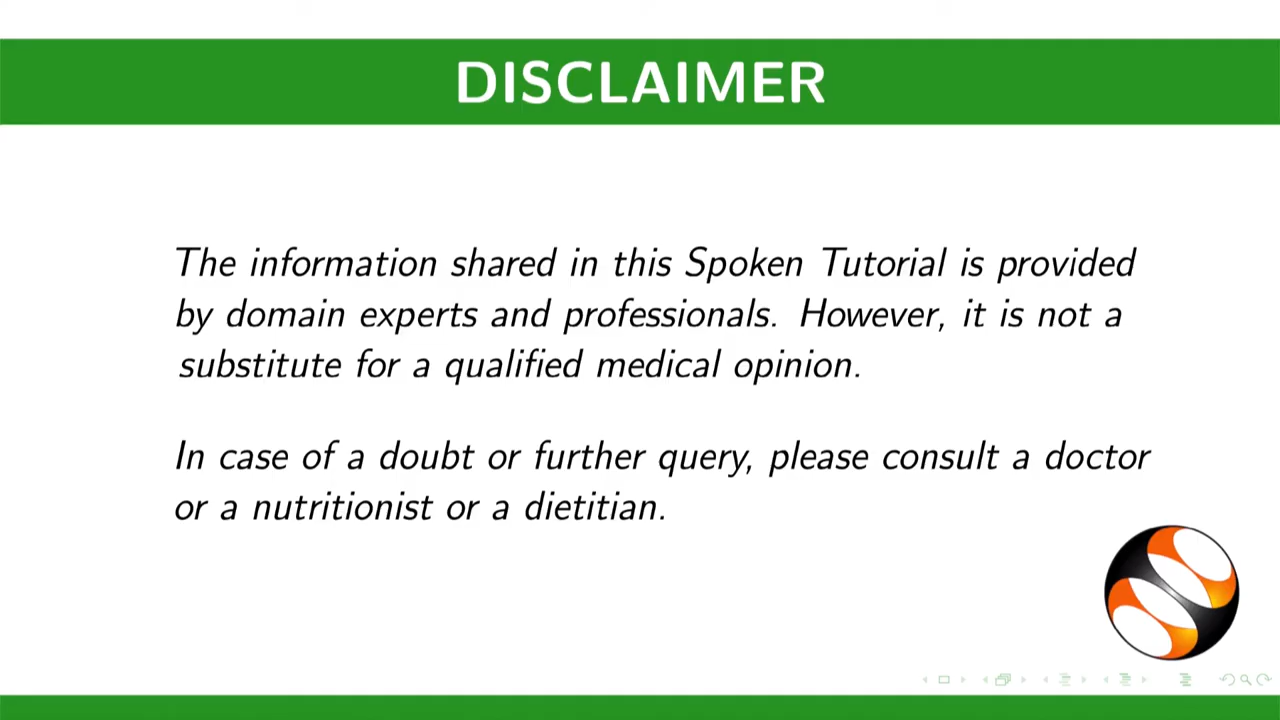 DISCLAIMER
The information shared in this Spoken Tutorial is provided
by domain experts and professionals. However, it is not a
substitute for a qualified medical opinion.
In case of a doubt or further query, please consult a doctor
or a nutritionist or a dietitian.